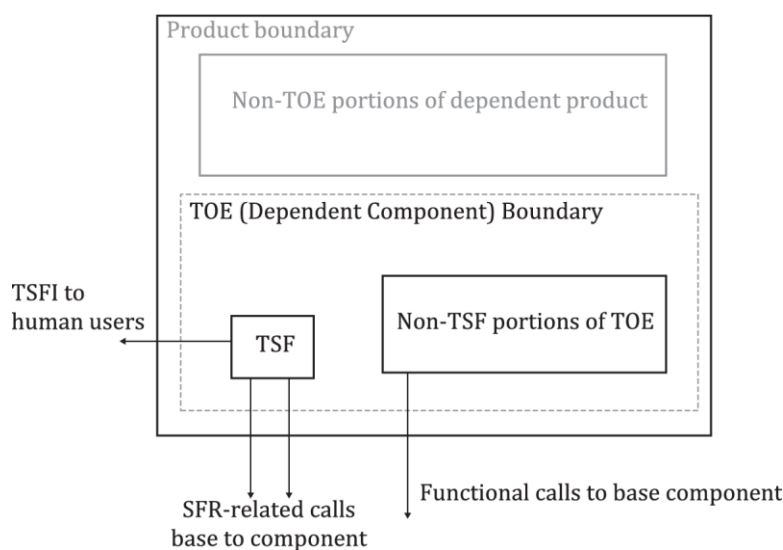 Product boundary
Non-TOE portions of dependent product
TOE (Dependent Component) Boundary
TSFI to
human users
TSF
Non-TSF portions of TOE
SFR-related calls
base to component
Functional calls to base component